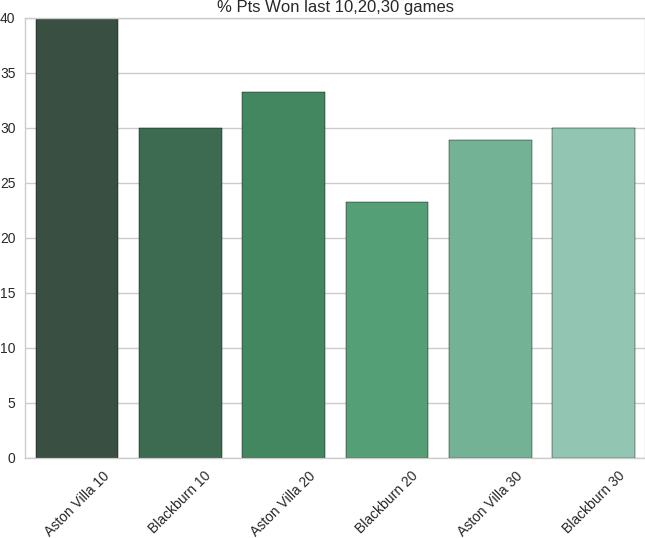 % Pts Won last 10,20,30 games
40
35
30
25
20
15
10
5
0
Aston Villa 10
Blackburn 10
Aston Villa 20
Blackburn 20
Aston Villa 30
Blackburn 30